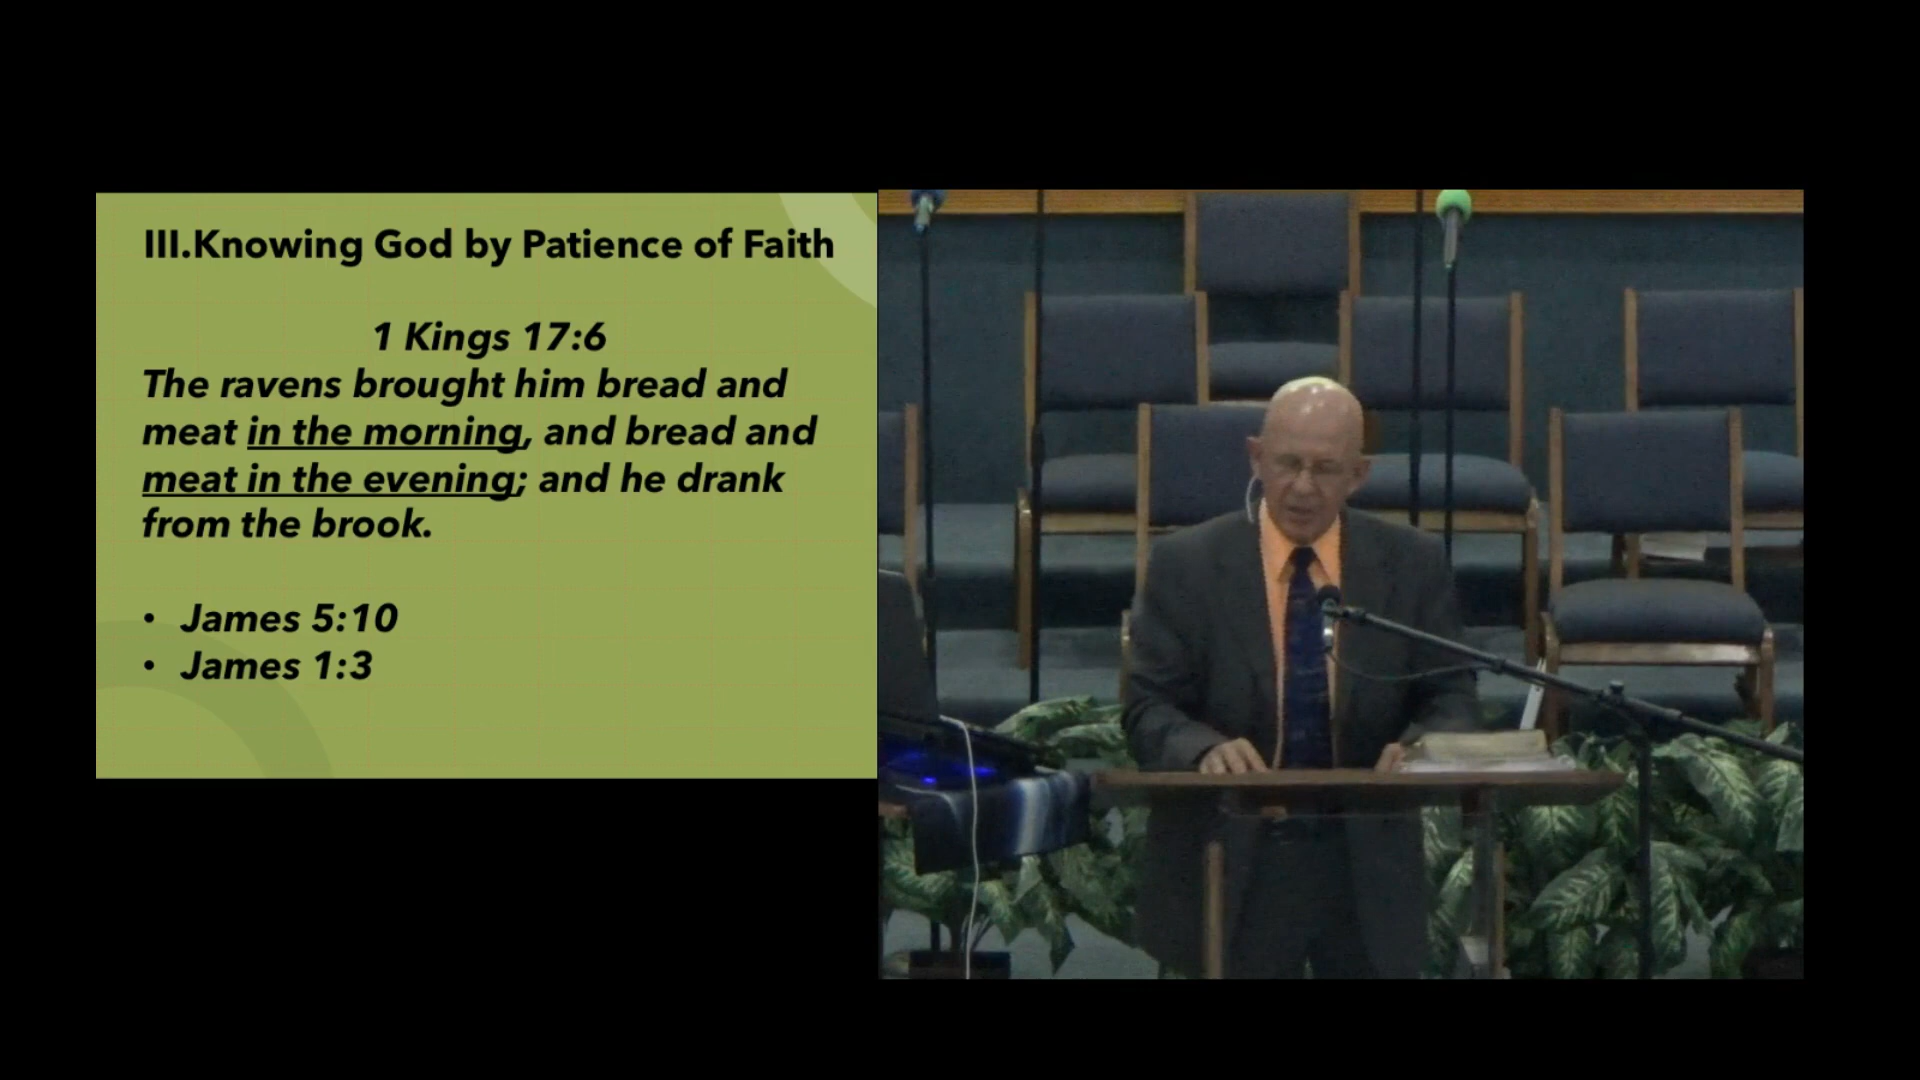 III.Knowing God by Patience of Faith
1 Kings 17:6
The ravens brought him bread and
meat in the morning, and bread and
meat in the evening; and he drank
from the brook.
• James 5:10
• James 1:3